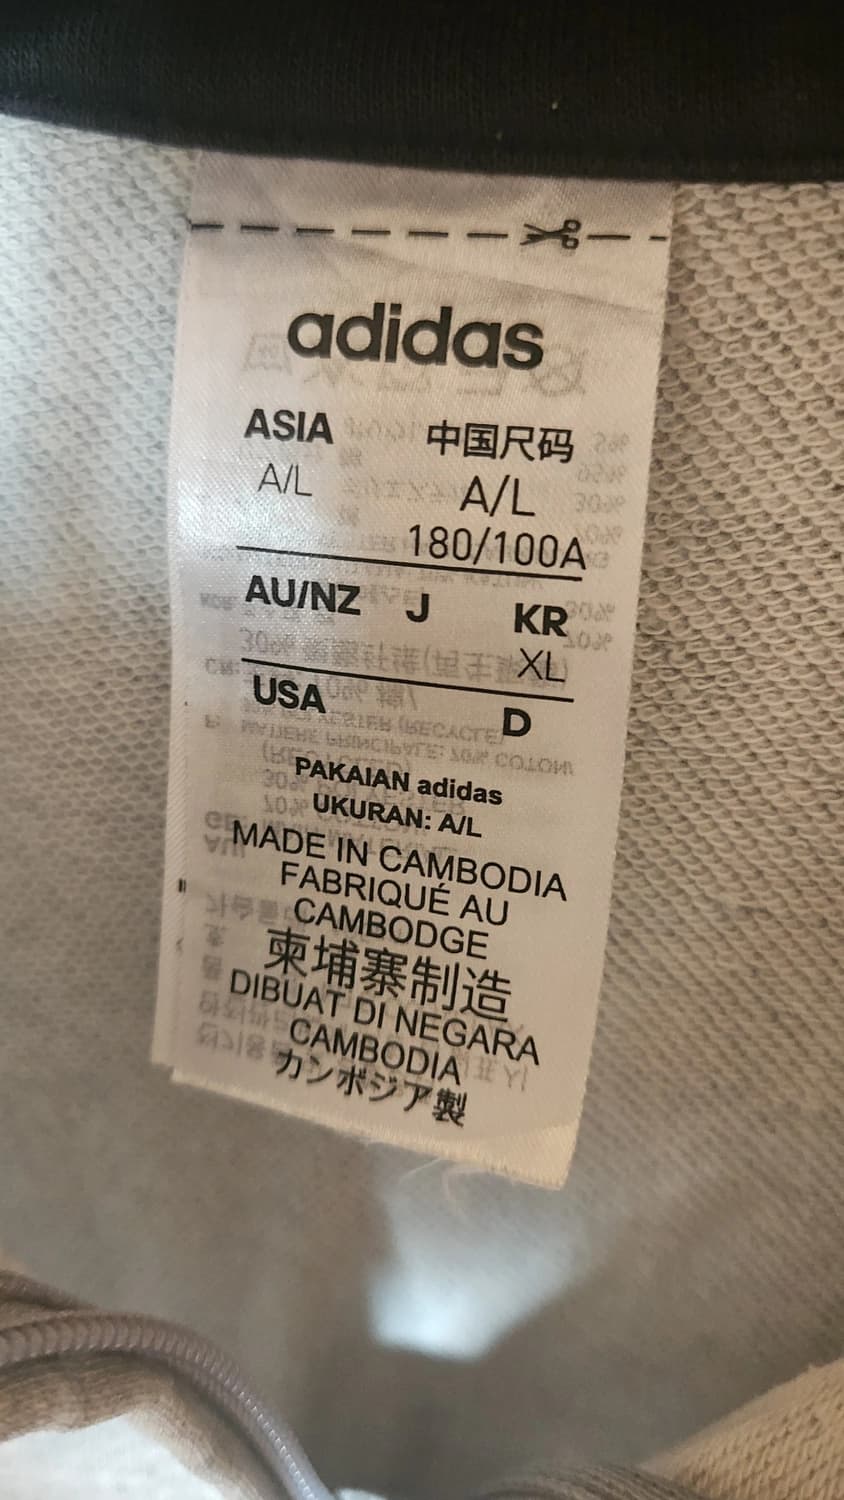 adidas
ASIA 中国尺码
A/L A/L
180/100A
AU/NZ J KR
XL
USA D
PAKAIAN adidas
UKURAN: A/L
MADE IN CAMBODIA
FABRIQUÉ AU
CAMBODGE
柬埔寨制造
DIBUAT DI NEGARA
CAMBODIA
カンボジア製